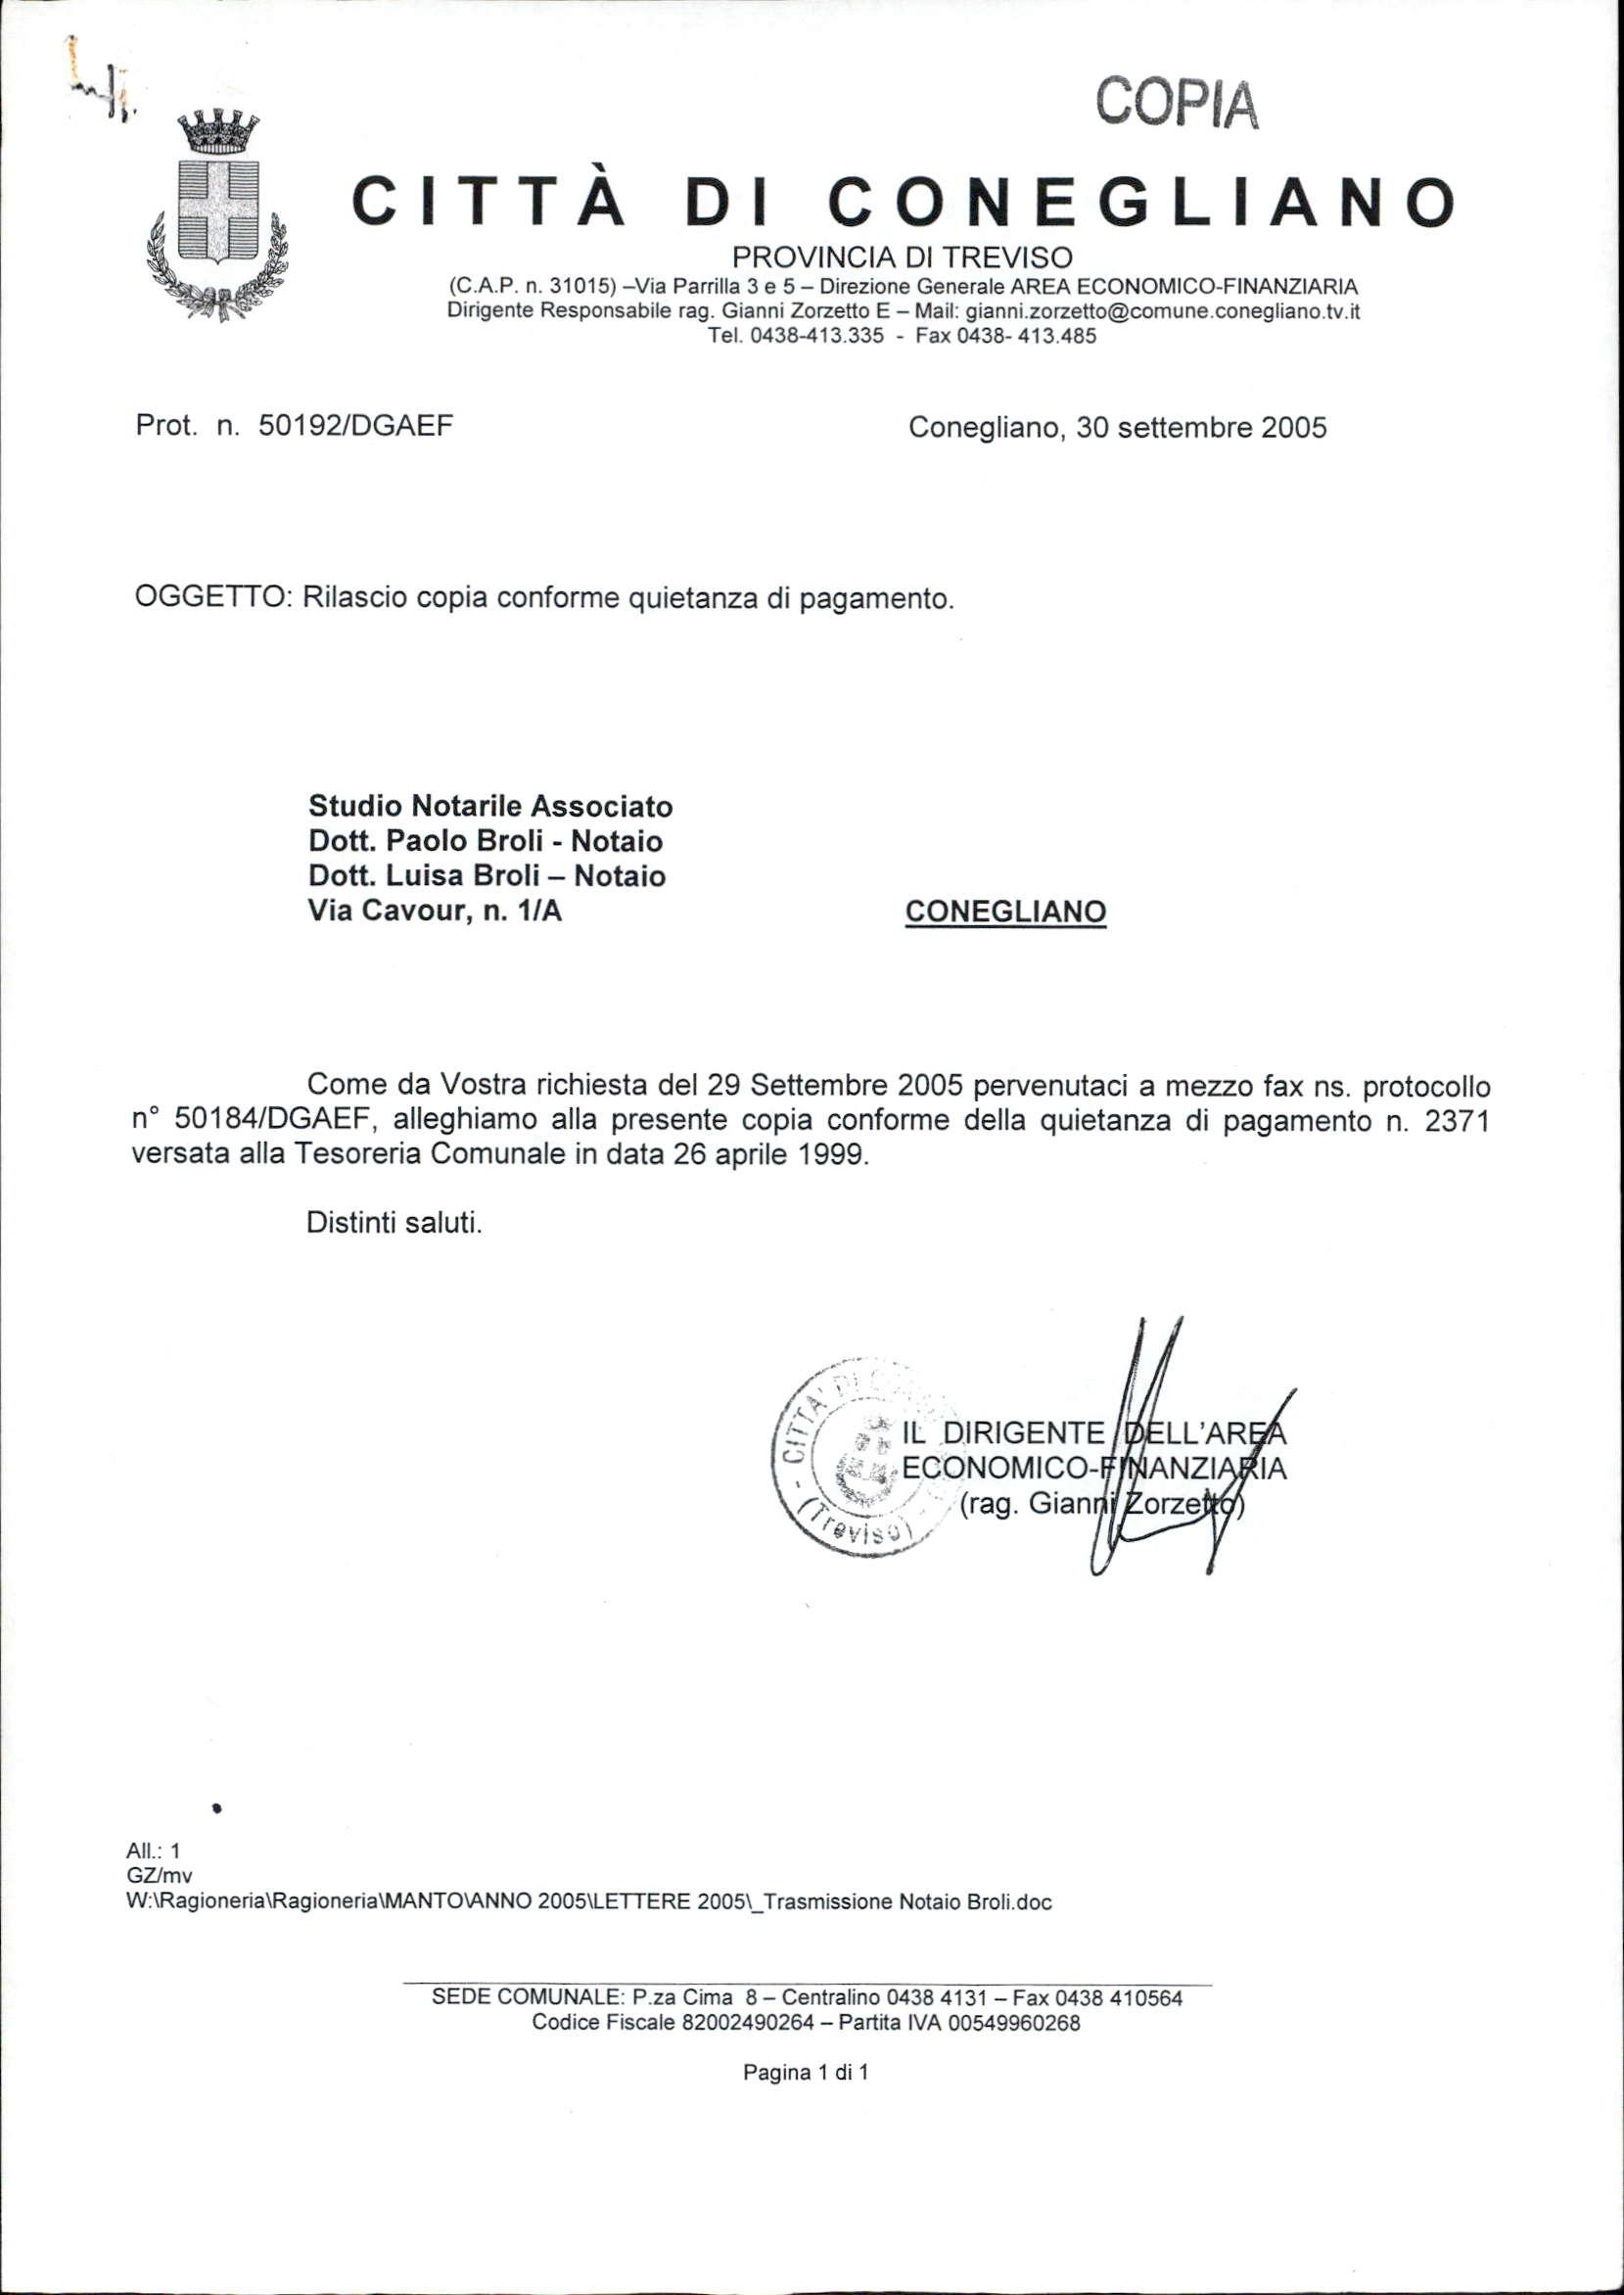 COPIA
CITTÀ DI CONEGLIANO
PROVINCIA DI TREVISO
(C.A.P. n. 31015) –Via Parrilla 3 e 5 – Direzione Generale AREA ECONOMICO-FINANZIARIA
Dirigente Responsabile rag. Gianni Zorzetto E – Mail: gianni.zorzetto@comune.conegliano.tv.it
Tel. 0438-413.335 - Fax 0438- 413.485
Prot. n. 50192/DGAEF Conegliano, 30 settembre 2005
OGGETTO: Rilascio copia conforme quietanza di pagamento.
Studio Notarile Associato
Dott. Paolo Broli - Notaio
Dott. Luisa Broli – Notaio
Via Cavour, n. 1/A CONEGLIANO
Come da Vostra richiesta del 29 Settembre 2005 pervenutaci a mezzo fax ns. protocollo
n° 50184/DGAEF, alleghiamo alla presente copia conforme della quietanza di pagamento n. 2371
versata alla Tesoreria Comunale in data 26 aprile 1999.
Distinti saluti.
CITTA' DI
(Treviso)
IL DIRIGENTE DELL'AREA
ECONOMICO-FINANZIARIA
(rag. Gianni Zorzetto)
All.: 1
GZ/mv
W:\Ragioneria\Ragioneria\MANTO\ANNO 2005\LETTERE 2005\_Trasmissione Notaio Broli.doc
SEDE COMUNALE: P.za Cima 8 – Centralino 0438 4131 – Fax 0438 410564
Codice Fiscale 82002490264 – Partita IVA 00549960268
Pagina 1 di 1